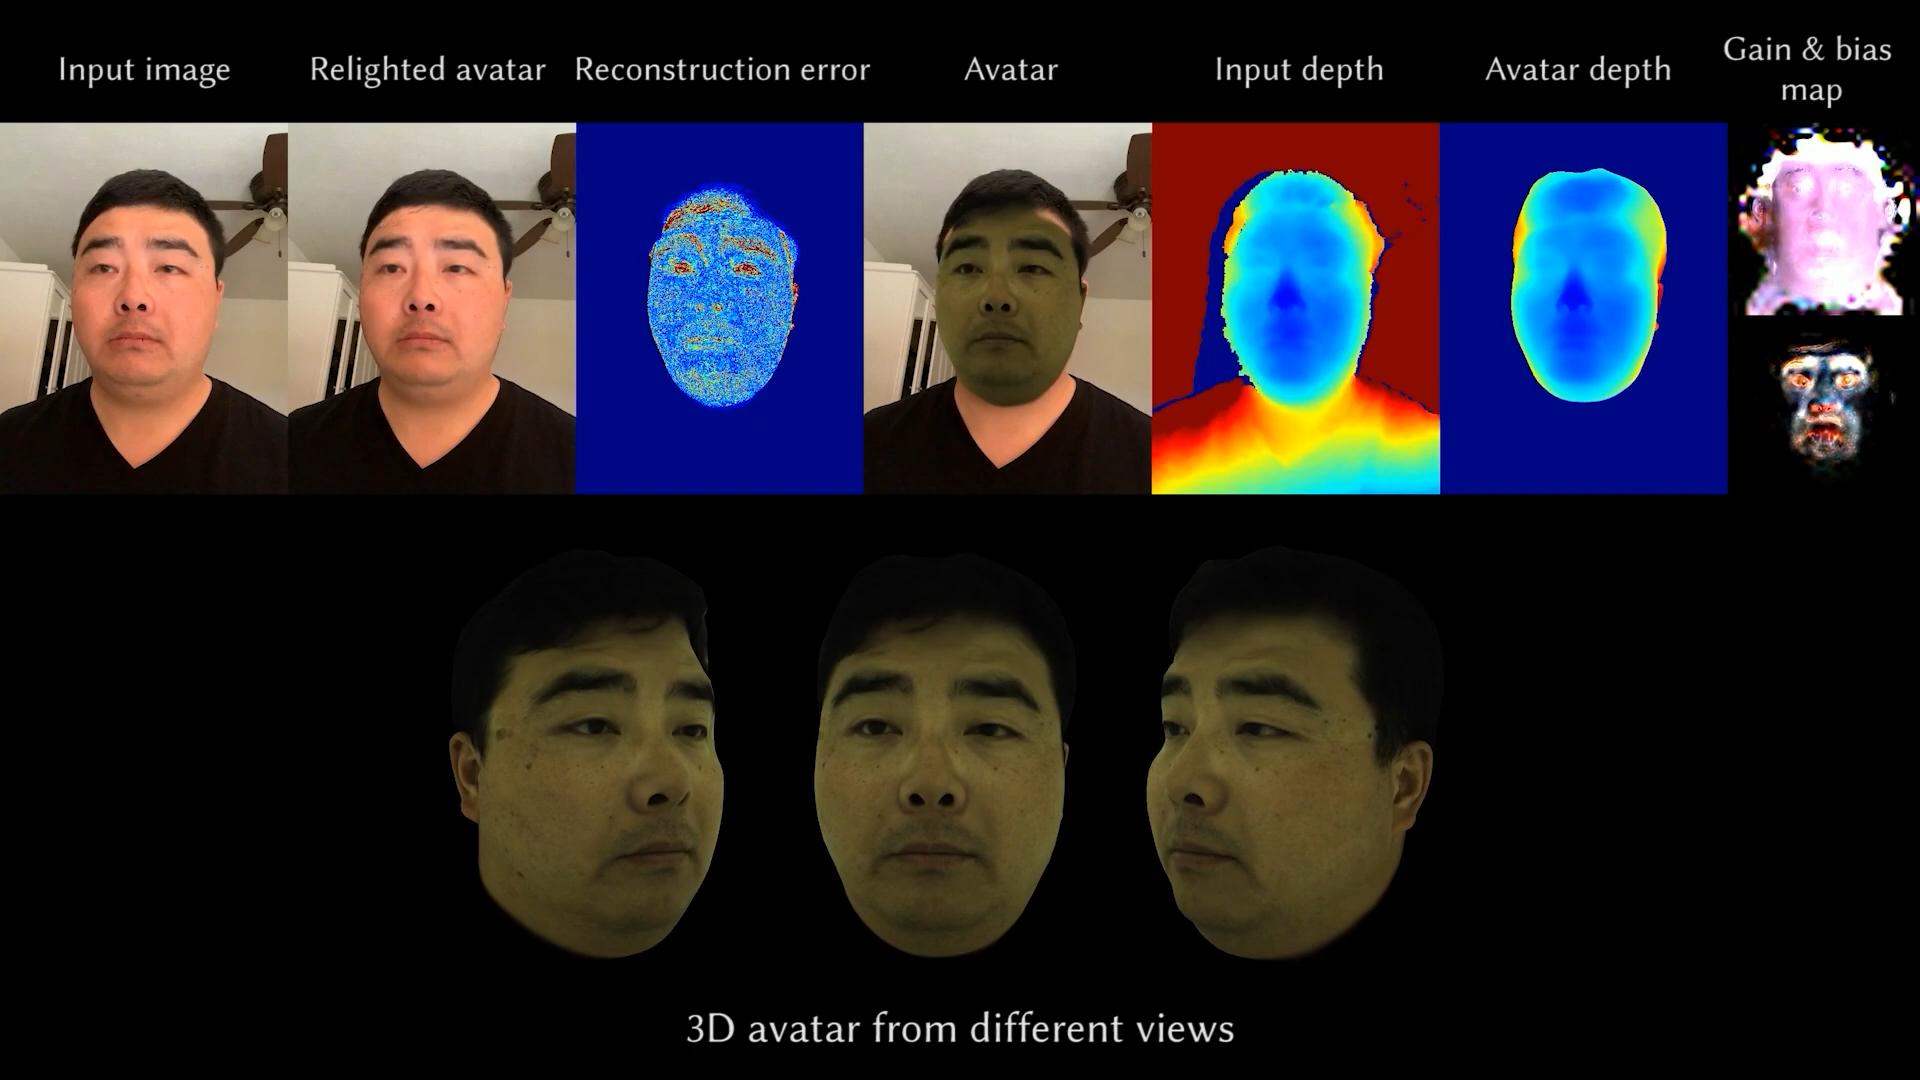 Input image
Relighted avatar
Reconstruction error
Avatar
Input depth
Avatar depth
Gain & bias
map
3D avatar from different views